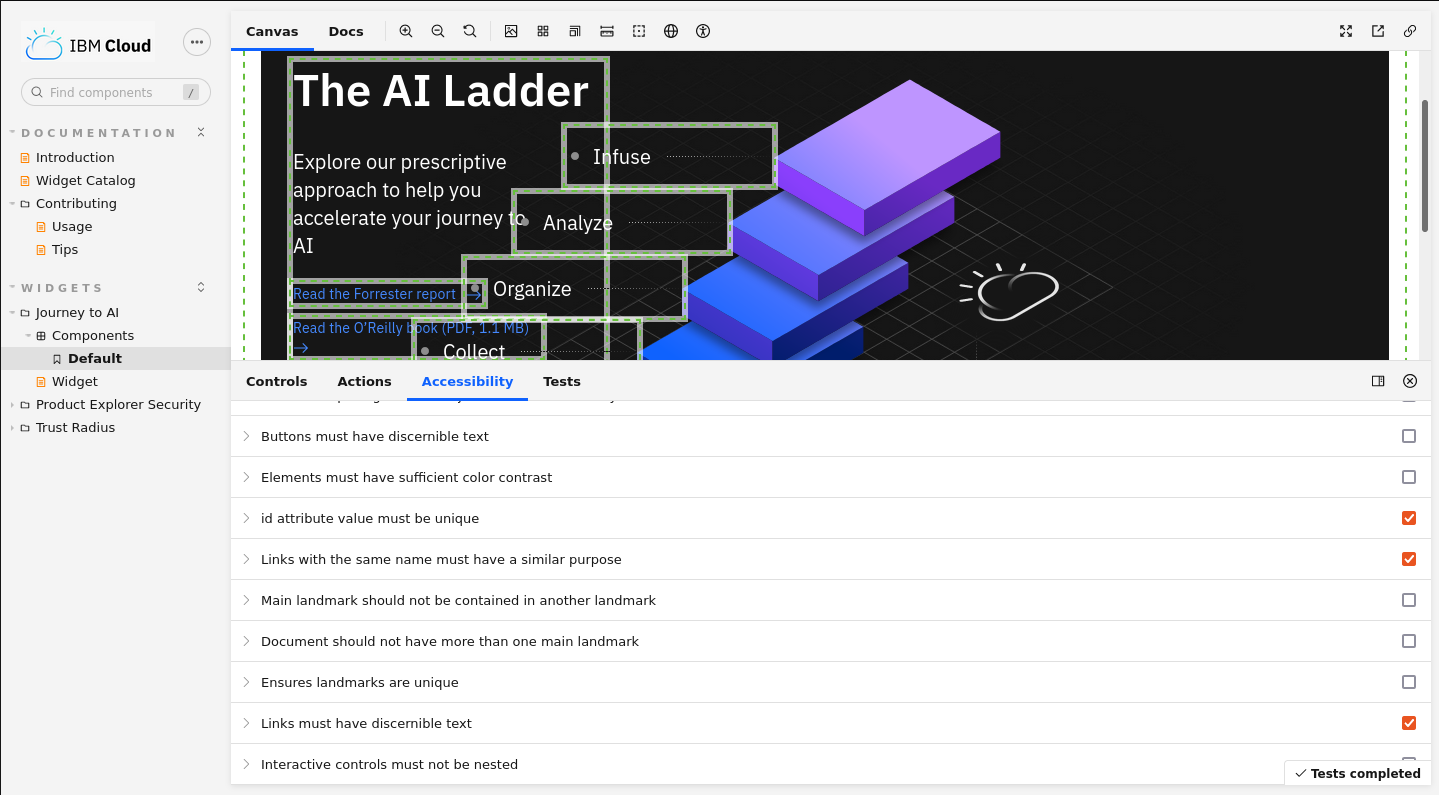 IBM Cloud
Find components
/
DOCUMENTATION
Introduction
Widget Catalog
Contributing
Usage
Tips
WIDGETS
Journey to AI
Components
Default
Widget
Product Explorer Security
Trust Radius
Canvas
Docs
The AI Ladder
Explore our prescriptive
approach to help you
accelerate your journey to
AI
Read the Forrester report
Read the O’Reilly book (PDF, 1.1 MB)
Infuse
Analyze
Organize
Collect
Controls
Actions
Accessibility
Tests
Buttons must have discernible text
Elements must have sufficient color contrast
id attribute value must be unique
Links with the same name must have a similar purpose
Main landmark should not be contained in another landmark
Document should not have more than one main landmark
Ensures landmarks are unique
Links must have discernible text
Interactive controls must not be nested
Tests completed